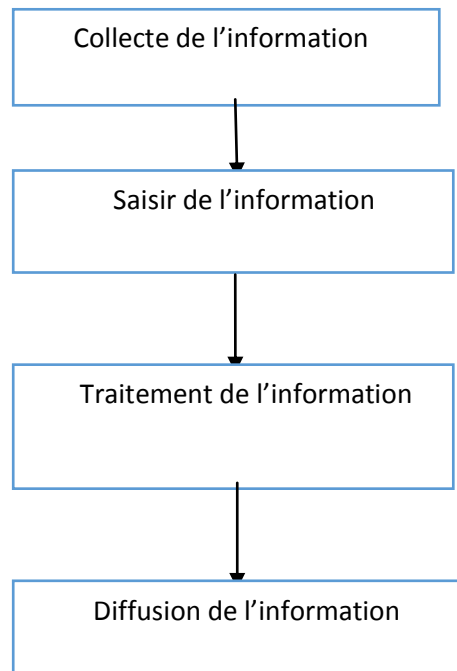 Collecte de l’information
Saisir de l’information
Traitement de l’information
Diffusion de l’information